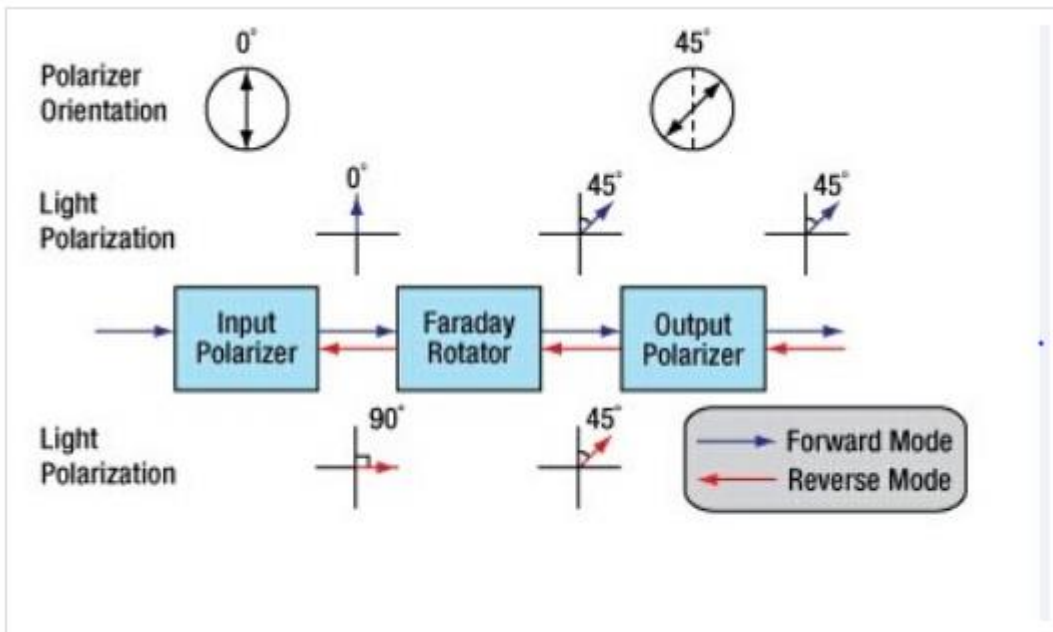 0°
45°
Polarizer
Orientation
0°
45°
45°
Light
Polarization
Input
Polarizer
Faraday
Rotator
Output
Polarizer
90°
45°
Light
Polarization
Forward Mode
Reverse Mode